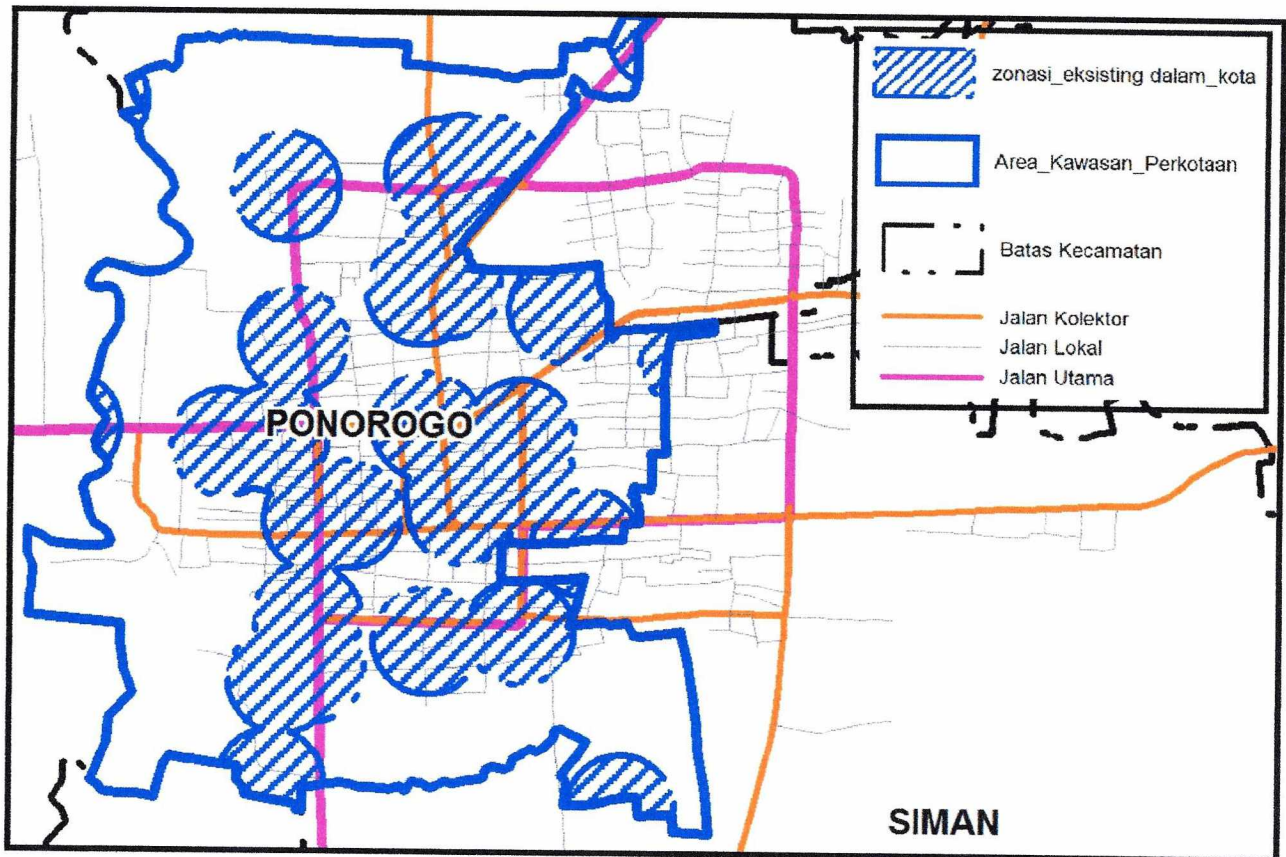 zonasi_eksisting dalam_kota
Area_Kawasan_Perkotaan
Batas Kecamatan
Jalan Kolektor
Jalan Lokal
Jalan Utama
PONOROGO
SIMAN